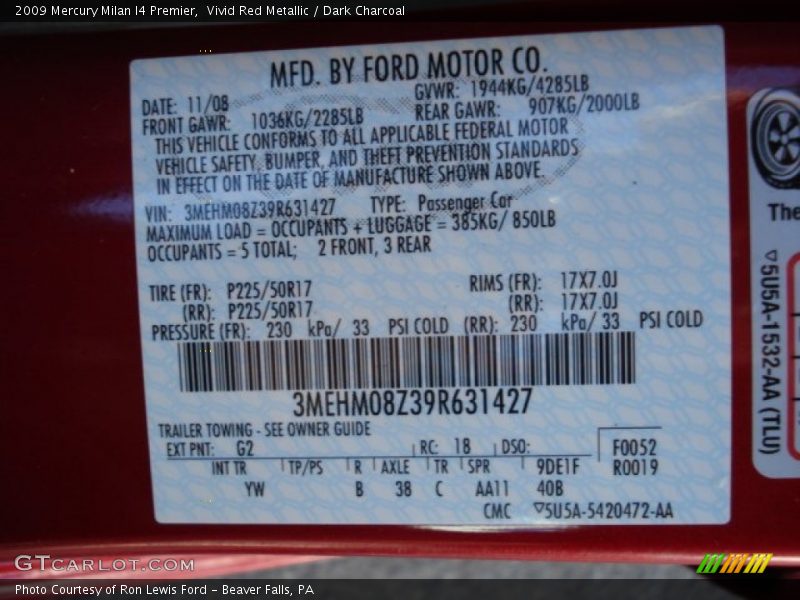 2009 Mercury Milan I4 Premier,  Vivid Red Metallic / Dark Charcoal
MFD. BY FORD MOTOR CO.
DATE: 11/08 GVWR: 1944KG/4285LB
FRONT GAWR: 1036KG/2285LB REAR GAWR: 907KG/2000LB
THIS VEHICLE CONFORMS TO ALL APPLICABLE FEDERAL MOTOR
VEHICLE SAFETY, BUMPER, AND THEFT PREVENTION STANDARDS
IN EFFECT ON THE DATE OF MANUFACTURE SHOWN ABOVE.
VIN: 3MEHM08Z39R631427 TYPE: Passenger Car
MAXIMUM LOAD = OCCUPANTS + LUGGAGE = 385KG/ 850LB
OCCUPANTS = 5 TOTAL; 2 FRONT, 3 REAR
TIRE (FR): P225/50R17 RIMS (FR): 17X7.0J
(RR): P225/50R17 (RR): 17X7.0J
PRESSURE (FR): 230 kPa/ 33 PSI COLD (RR): 230 kPa/ 33 PSI COLD
3MEHM08Z39R631427
TRAILER TOWING - SEE OWNER GUIDE
EXT PNT: G2 RC: 18 DSO: F0052
INT TR TP/PS R AXLE TR SPR 9DE1F R0019
YW B 38 C AA11 40B
CMC ▽5U5A-5420472-AA
The
▽5U5A-1532-AA (TLU)
GTCARLOT.COM
Photo Courtesy of Ron Lewis Ford – Beaver Falls, PA